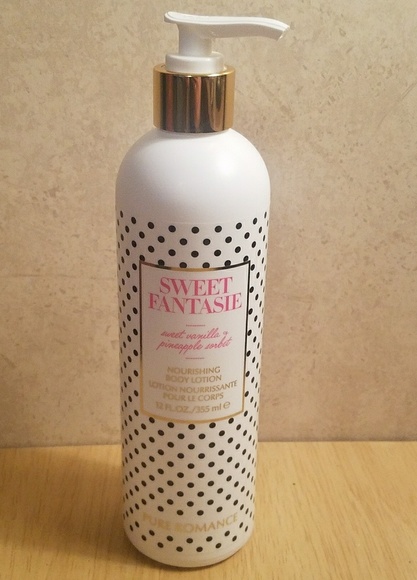 SWEET
FANTASIE
sweet vanilla &
pineapple sorbet
NOURISHING
BODY LOTION
LOTION NOURRISSANTE
POUR LE CORPS
12 FL.OZ./355 ml ℮
PURE ROMANCE